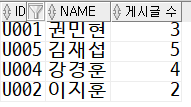 ID NAME 게시글 수
U001 권민현 3
U005 김재섭 5
U004 강경훈 4
U002 이지훈 2